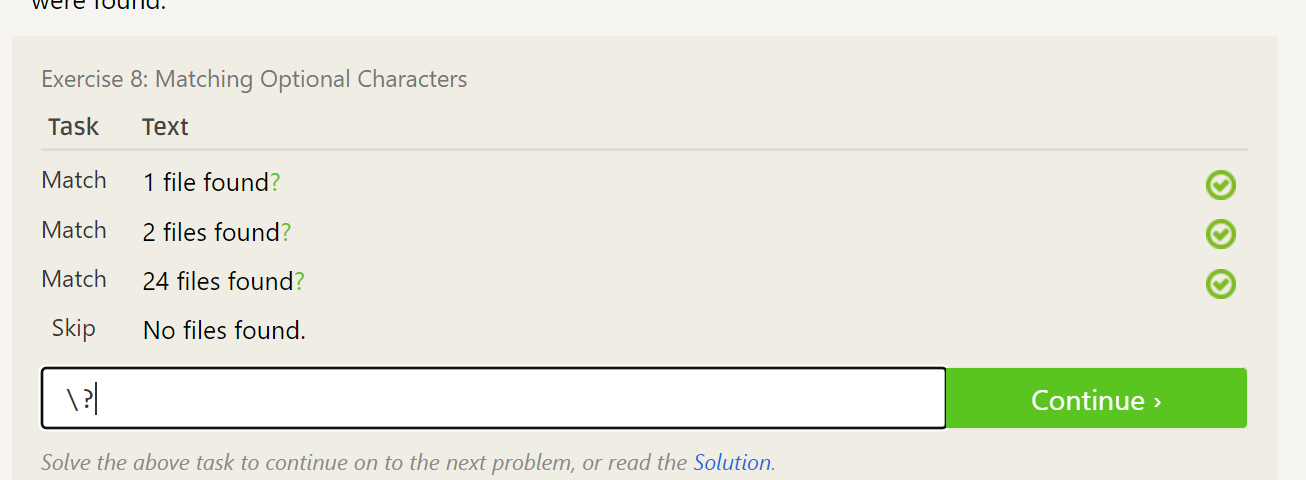 were found.
Exercise 8: Matching Optional Characters
Task Text
Match 1 file found?
Match 2 files found?
Match 24 files found?
Skip No files found.
\?
Continue ›
Solve the above task to continue on to the next problem, or read the Solution.